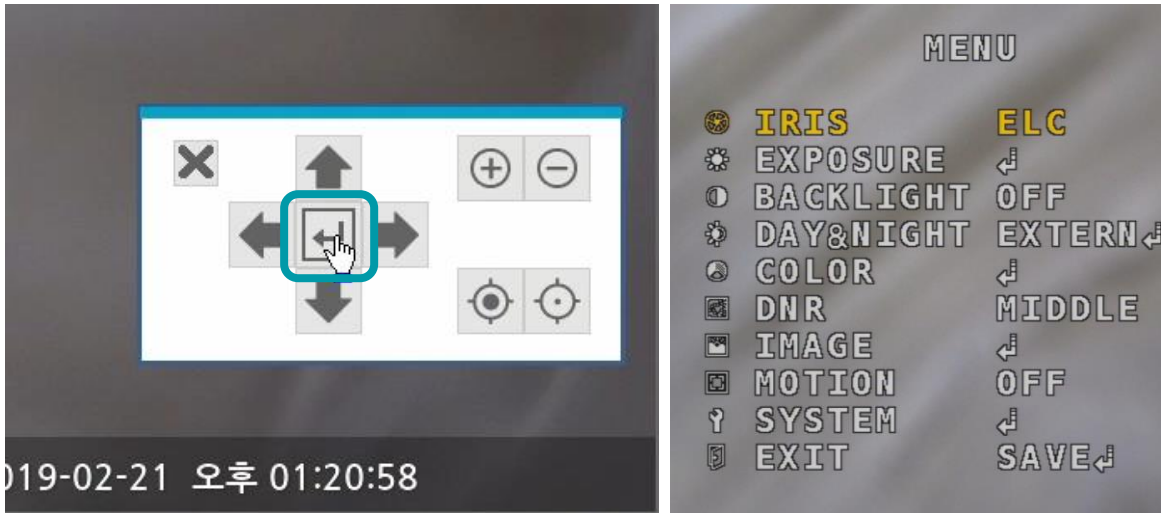 019-02-21 오후 01:20:58
MENU
IRIS ELC
EXPOSURE ↲
BACKLIGHT OFF
DAY&NIGHT EXTERN↲
COLOR ↲
DNR MIDDLE
IMAGE ↲
MOTION OFF
SYSTEM ↲
EXIT SAVE↲